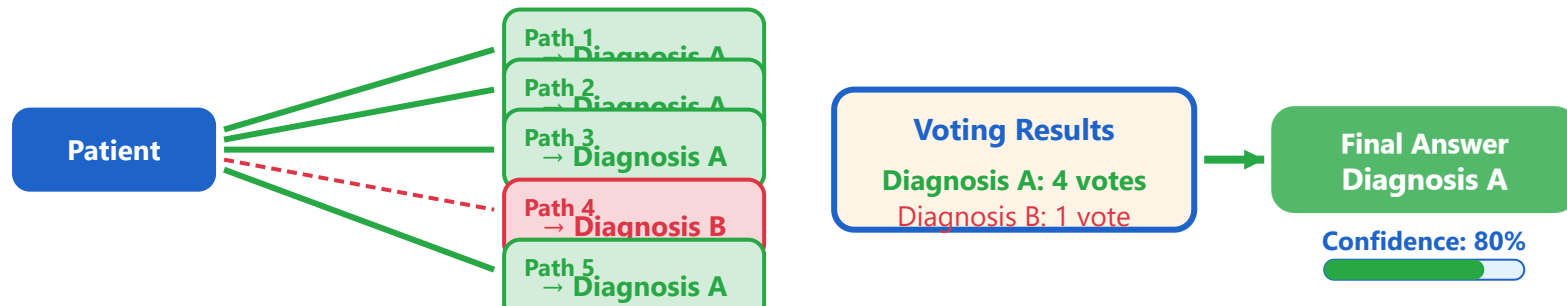 Patient
Path 1
→ Diagnosis A
Path 2
→ Diagnosis A
Path 3
→ Diagnosis A
Path 4
→ Diagnosis B
Path 5
→ Diagnosis A
Voting Results
Diagnosis A: 4 votes
Diagnosis B: 1 vote
Final Answer
Diagnosis A
Confidence: 80%